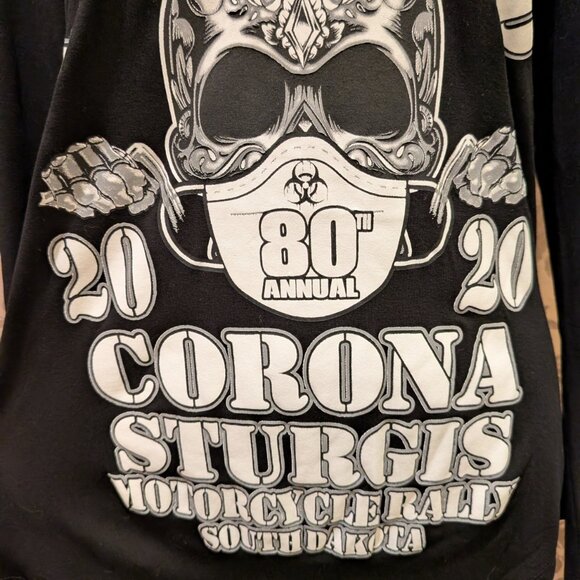 80TH
ANNUAL
20 20
CORONA
STURGIS
MOTORCYCLE RALLY
SOUTH DAKOTA